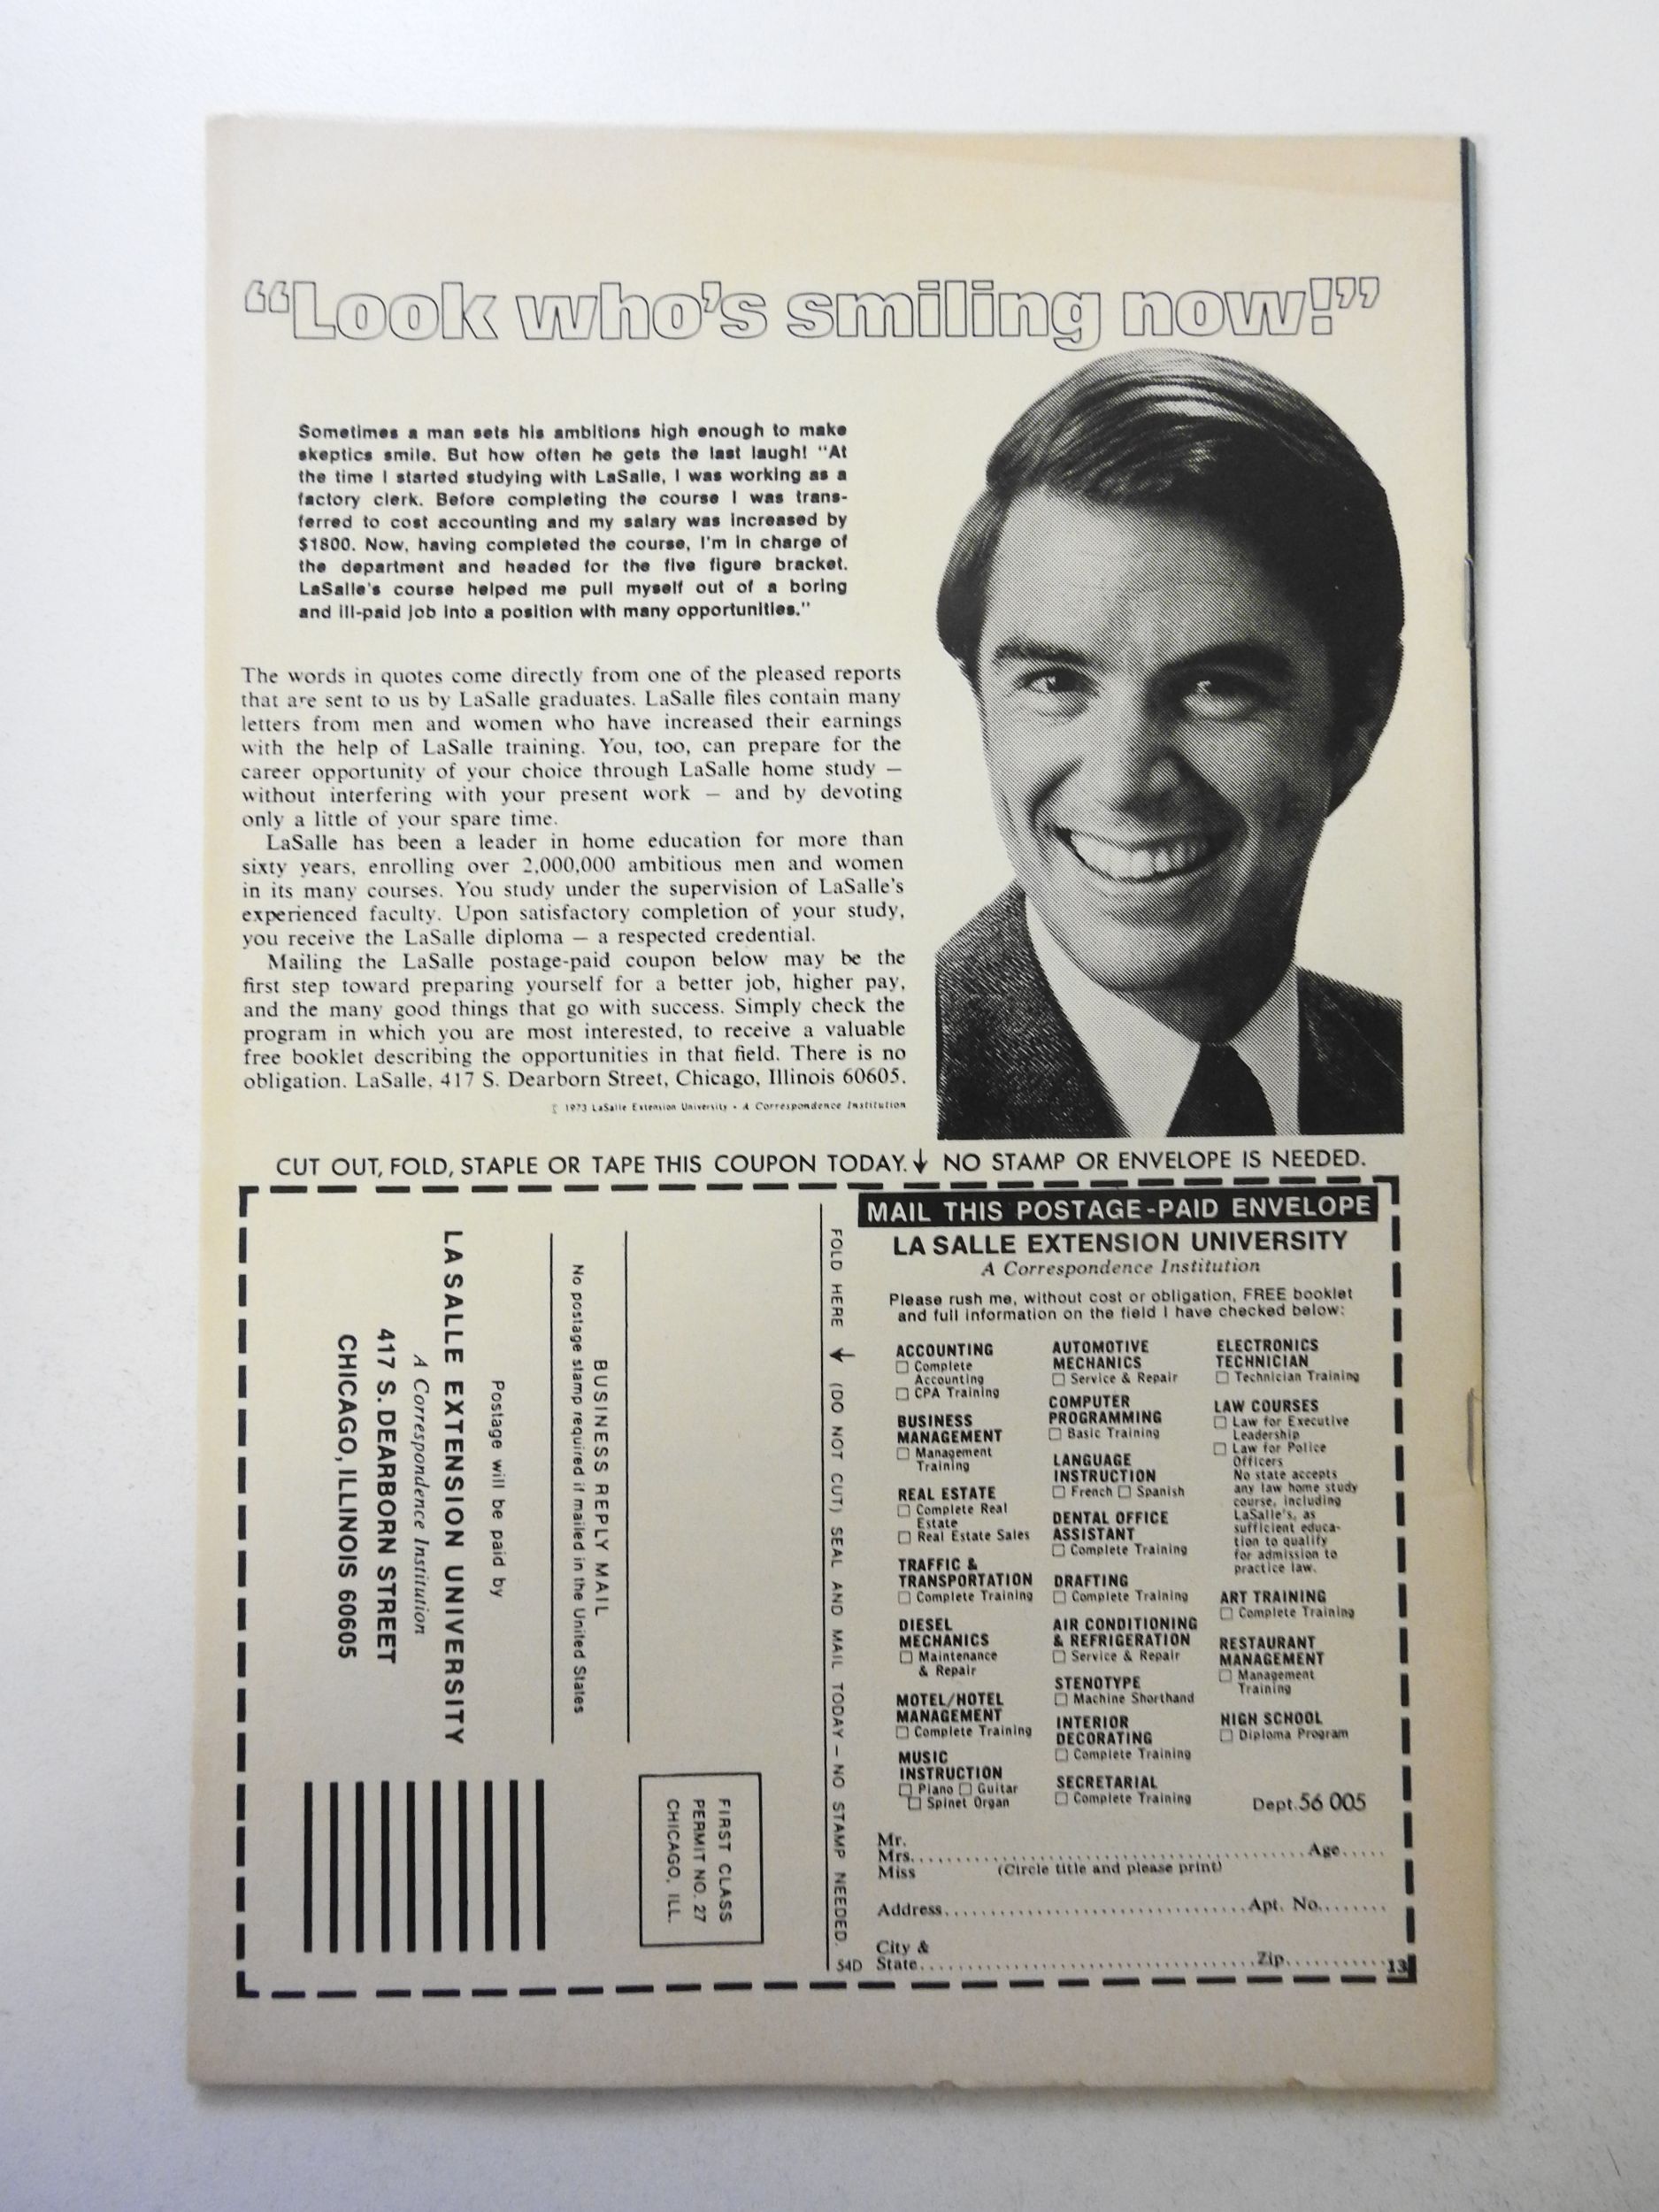 “Look who’s smiling now!”
Sometimes a man sets his ambitions high enough to make
skeptics smile. But how often he gets the last laugh! “At
the time I started studying with LaSalle, I was working as a
factory clerk. Before completing the course I was trans-
ferred to cost accounting and my salary was increased by
$1800. Now, having completed the course, I’m in charge of
the department and headed for the five figure bracket.
LaSalle’s course helped me pull myself out of a boring
and ill-paid job into a position with many opportunities.”
The words in quotes come directly from one of the pleased reports
that are sent to us by LaSalle graduates. LaSalle files contain many
letters from men and women who have increased their earnings
with the help of LaSalle training. You, too, can prepare for the
career opportunity of your choice through LaSalle home study —
without interfering with your present work — and by devoting
only a little of your spare time.
LaSalle has been a leader in home education for more than
sixty years, enrolling over 2,000,000 ambitious men and women
in its many courses. You study under the supervision of LaSalle’s
experienced faculty. Upon satisfactory completion of your study,
you receive the LaSalle diploma — a respected credential.
Mailing the LaSalle postage-paid coupon below may be the
first step toward preparing yourself for a better job, higher pay,
and the many good things that go with success. Simply check the
program in which you are most interested, to receive a valuable
free booklet describing the opportunities in that field. There is no
obligation. LaSalle, 417 S. Dearborn Street, Chicago, Illinois 60605.
© 1973 LaSalle Extension University • A Correspondence Institution
CUT OUT, FOLD, STAPLE OR TAPE THIS COUPON TODAY. ↓ NO STAMP OR ENVELOPE IS NEEDED.
FIRST CLASS
PERMIT NO. 27
CHICAGO, ILL.
BUSINESS REPLY MAIL
No postage stamp required if mailed in the United States
Postage will be paid by
LA SALLE EXTENSION UNIVERSITY
A Correspondence Institution
417 S. DEARBORN STREET
CHICAGO, ILLINOIS 60605
FOLD HERE (DO NOT CUT) SEAL AND MAIL TODAY — NO STAMP NEEDED.
MAIL THIS POSTAGE-PAID ENVELOPE
LA SALLE EXTENSION UNIVERSITY
A Correspondence Institution
Please rush me, without cost or obligation, FREE booklet
and full information on the field I have checked below:
ACCOUNTING
☐ Complete
Accounting
☐ CPA Training
BUSINESS
MANAGEMENT
☐ Management
Training
REAL ESTATE
☐ Complete Real
Estate
☐ Real Estate Sales
TRAFFIC &
TRANSPORTATION
☐ Complete Training
DIESEL
MECHANICS
☐ Maintenance
& Repair
MOTEL/HOTEL
MANAGEMENT
☐ Complete Training
MUSIC
INSTRUCTION
☐ Piano ☐ Guitar
☐ Spinet Organ
AUTOMOTIVE
MECHANICS
☐ Service & Repair
COMPUTER
PROGRAMMING
☐ Basic Training
LANGUAGE
INSTRUCTION
☐ French ☐ Spanish
DENTAL OFFICE
ASSISTANT
☐ Complete Training
DRAFTING
☐ Complete Training
AIR CONDITIONING
& REFRIGERATION
☐ Service & Repair
STENOTYPE
☐ Machine Shorthand
INTERIOR
DECORATING
☐ Complete Training
SECRETARIAL
☐ Complete Training
ELECTRONICS
TECHNICIAN
☐ Technician Training
LAW COURSES
☐ Law for Executive
Leadership
☐ Law for Police
Officers
No state accepts
any law home study
course, including
LaSalle’s, as
sufficient educa-
tion to qualify
for admission to
practice law.
ART TRAINING
☐ Complete Training
RESTAURANT
MANAGEMENT
☐ Management
Training
HIGH SCHOOL
☐ Diploma Program
Dept. 56 005
Mr.
Mrs. Age
Miss (Circle title and please print)
Address Apt. No.
City &
State Zip
54D
13